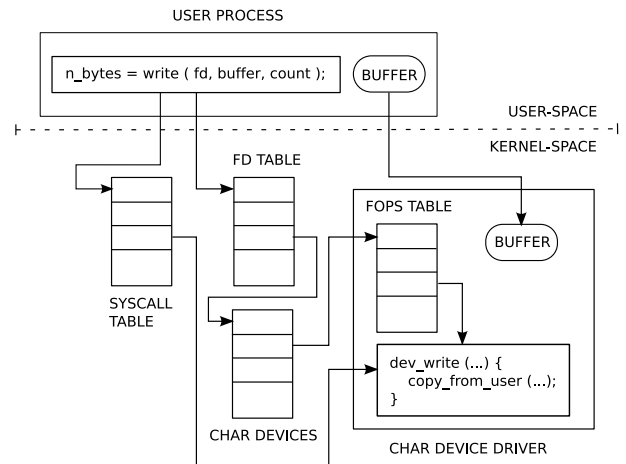 USER PROCESS
n_bytes = write ( fd, buffer, count );
BUFFER
USER-SPACE
KERNEL-SPACE
FD TABLE
FOPS TABLE
BUFFER
SYSCALL
TABLE
dev_write (...) {
copy_from_user (...);
}
CHAR DEVICES
CHAR DEVICE DRIVER